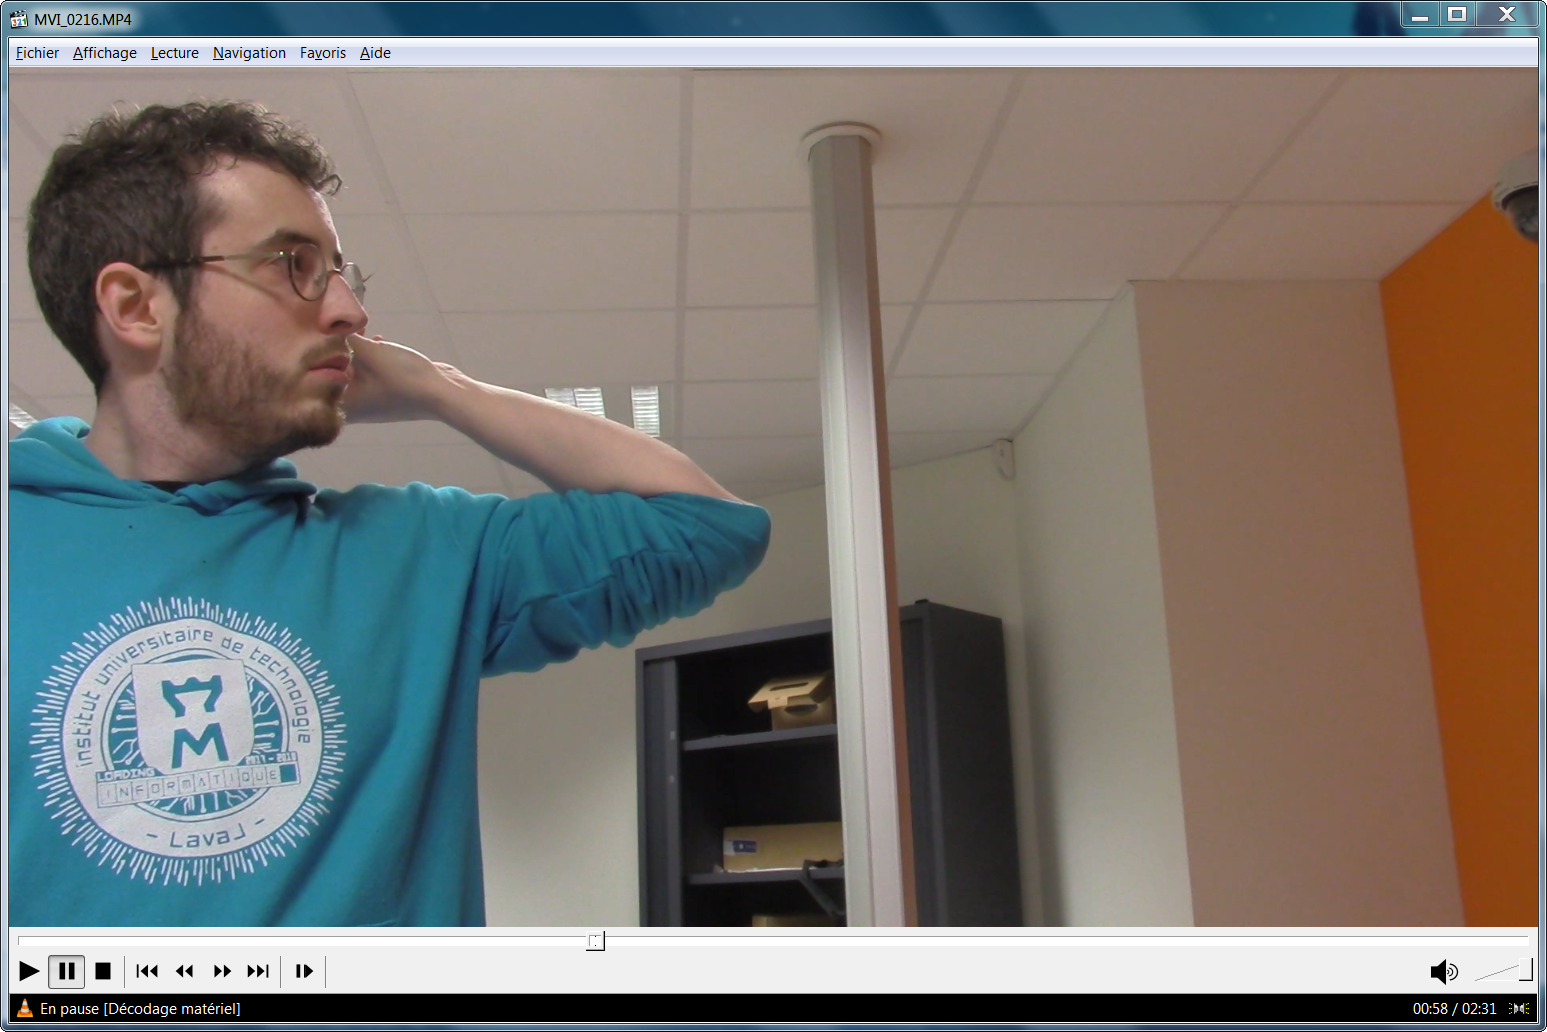 MVI_0216.MP4
Fichier Affichage Lecture Navigation Favoris Aide
institut universitaire de technologie
LOADING
INFORMATIQUE
- Laval -
En pause [Décodage matériel]
00:58 / 02:31